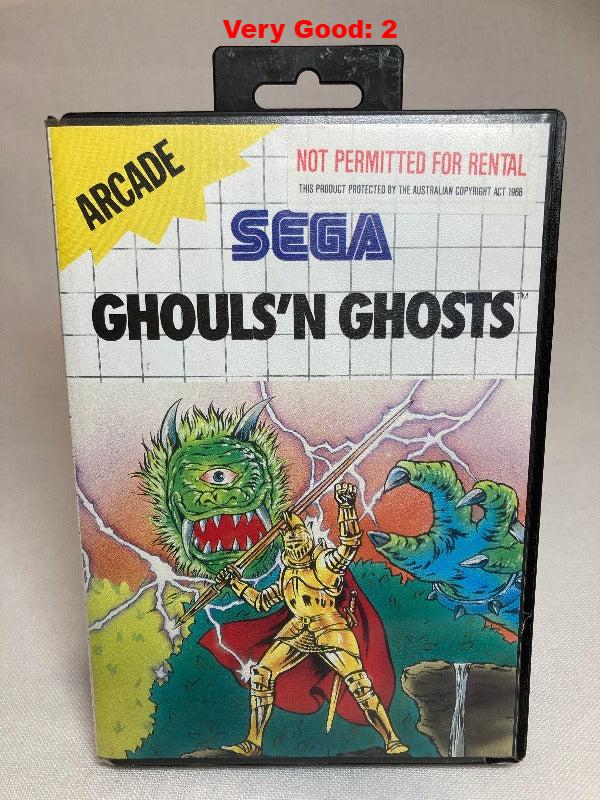 Very Good: 2
ARCADE
NOT PERMITTED FOR RENTAL
THIS PRODUCT PROTECTED BY THE AUSTRALIAN COPYRIGHT ACT 1968
SEGA
GHOULS'N GHOSTS™